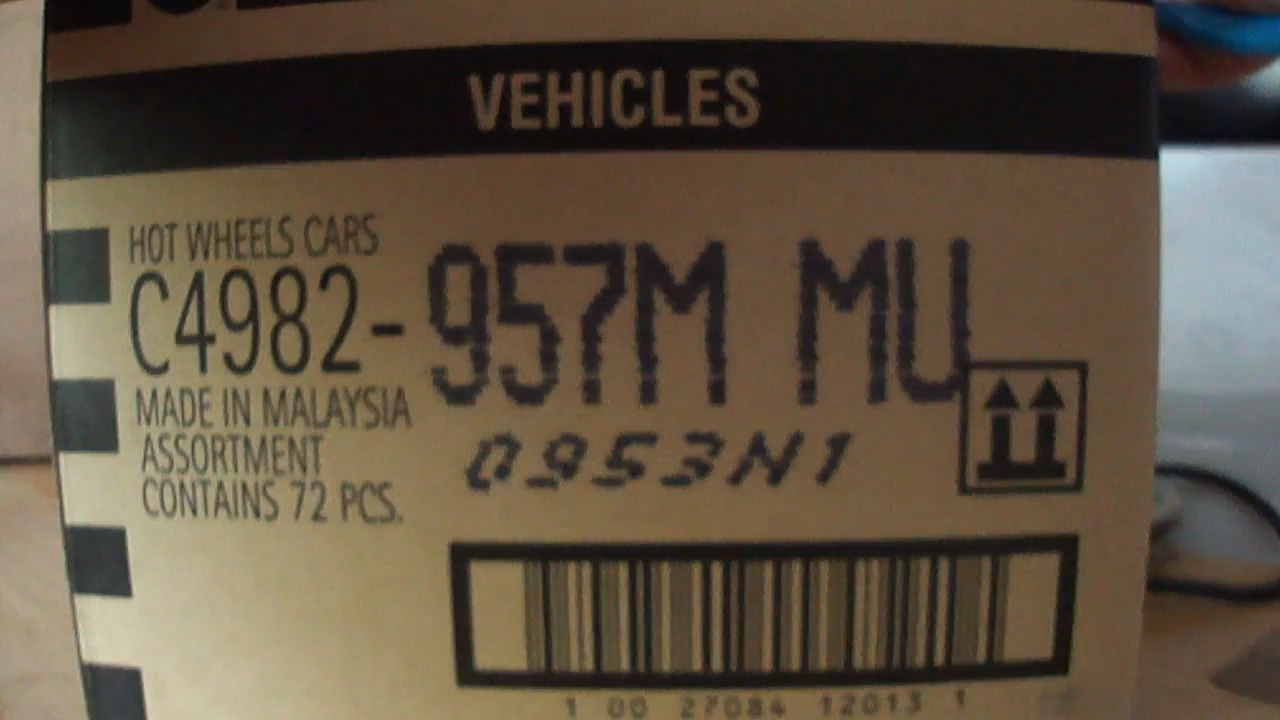 VEHICLES
HOT WHEELS CARS
C4982-957M MU
MADE IN MALAYSIA
ASSORTMENT
CONTAINS 72 PCS.
0953N1
1 00 27084 12013 1